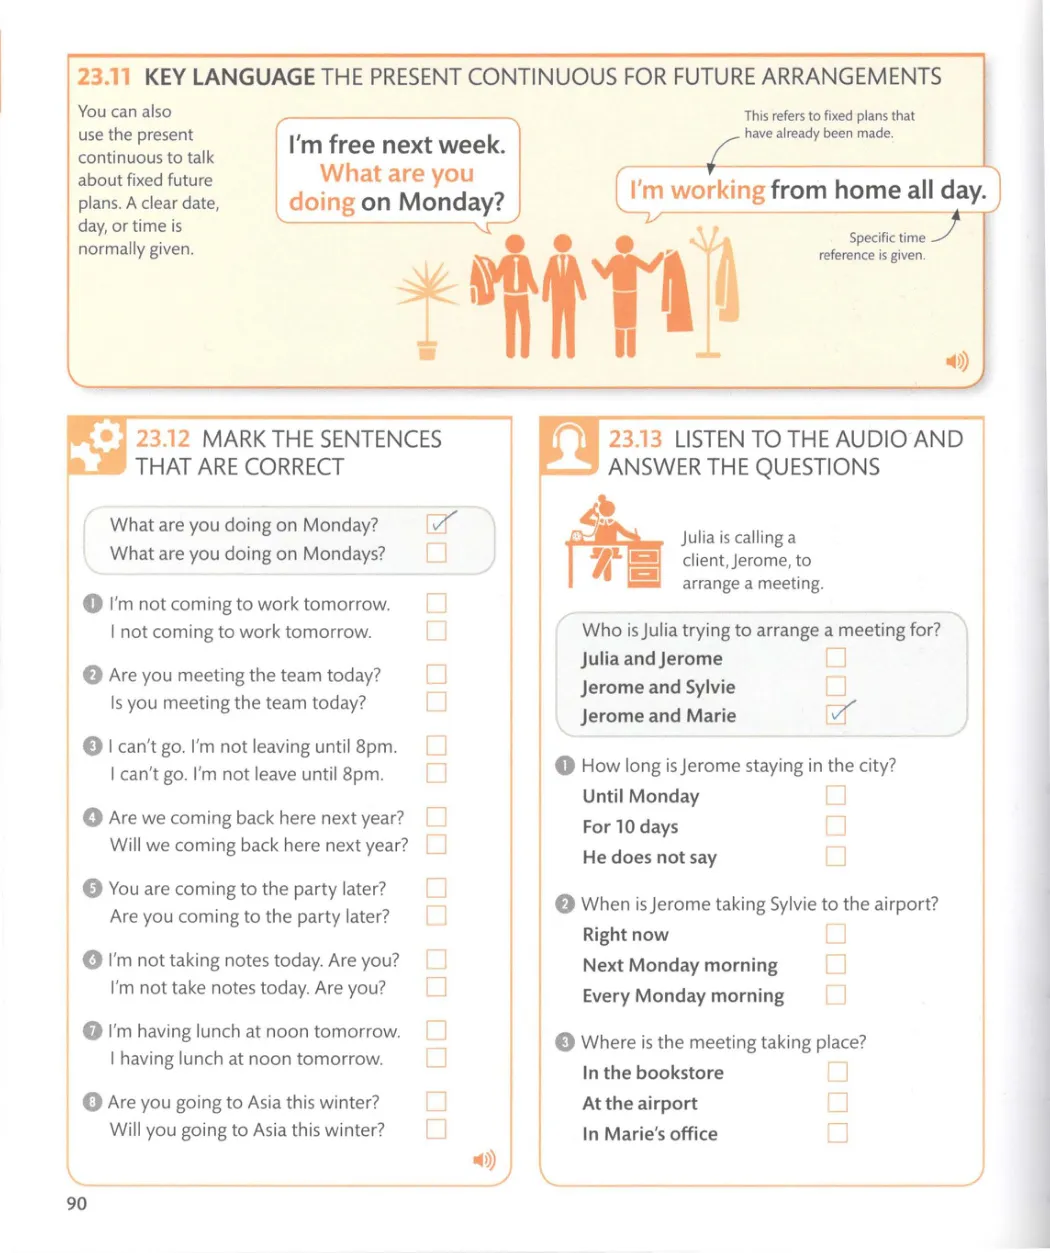 23.11 KEY LANGUAGE THE PRESENT CONTINUOUS FOR FUTURE ARRANGEMENTS
You can also
use the present
continuous to talk
about fixed future
plans. A clear date,
day, or time is
normally given.
I'm free next week.
What are you
doing on Monday?
This refers to fixed plans that
have already been made.
I'm working from home all day.
Specific time
reference is given.
23.12 MARK THE SENTENCES
THAT ARE CORRECT
What are you doing on Monday?
What are you doing on Mondays?
1 I'm not coming to work tomorrow.
I not coming to work tomorrow.
2 Are you meeting the team today?
Is you meeting the team today?
3 I can't go. I'm not leaving until 8pm.
I can't go. I'm not leave until 8pm.
4 Are we coming back here next year?
Will we coming back here next year?
5 You are coming to the party later?
Are you coming to the party later?
6 I'm not taking notes today. Are you?
I'm not take notes today. Are you?
7 I'm having lunch at noon tomorrow.
I having lunch at noon tomorrow.
8 Are you going to Asia this winter?
Will you going to Asia this winter?
23.13 LISTEN TO THE AUDIO AND
ANSWER THE QUESTIONS
Julia is calling a
client, Jerome, to
arrange a meeting.
Who is Julia trying to arrange a meeting for?
Julia and Jerome
Jerome and Sylvie
Jerome and Marie
1 How long is Jerome staying in the city?
Until Monday
For 10 days
He does not say
2 When is Jerome taking Sylvie to the airport?
Right now
Next Monday morning
Every Monday morning
3 Where is the meeting taking place?
In the bookstore
At the airport
In Marie's office
90